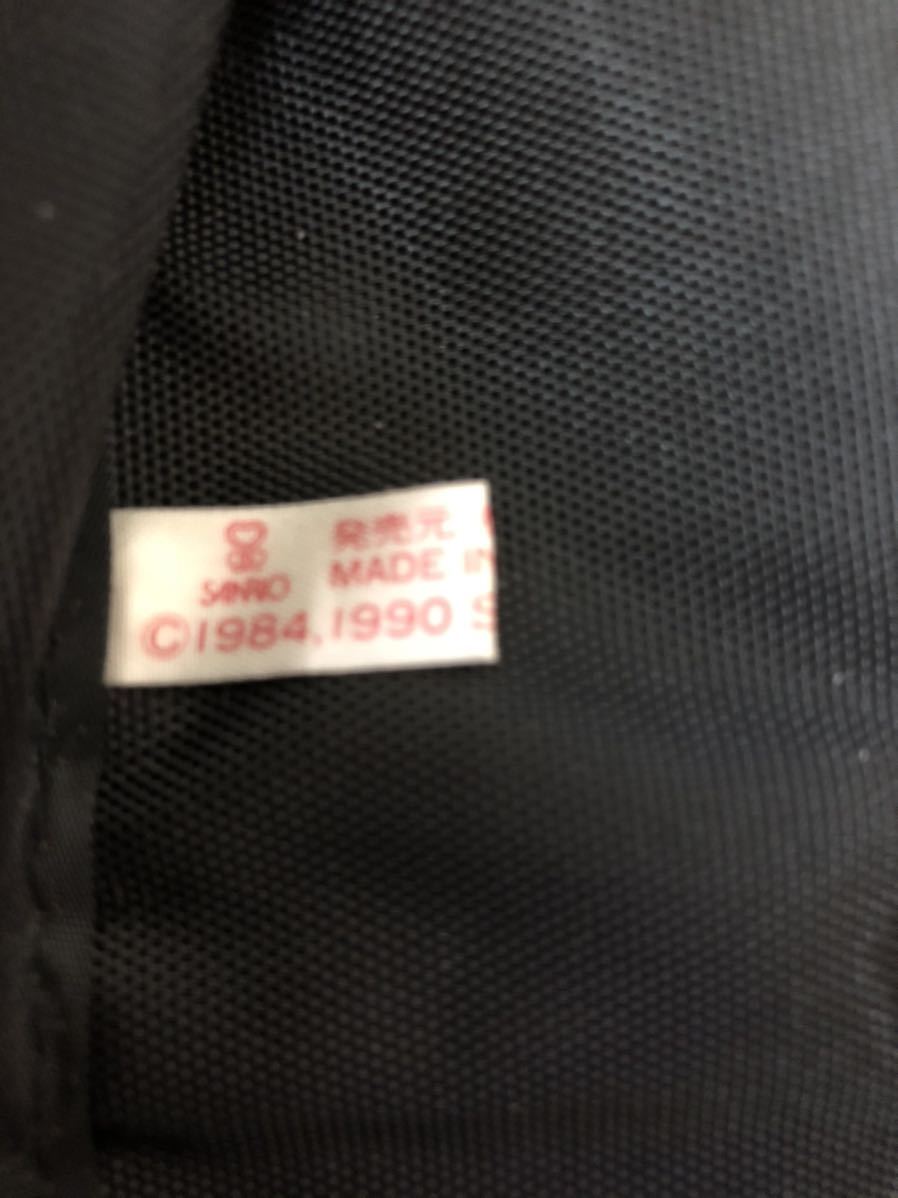 発売元
SANRIO
MADE IN
©1984,1990 S